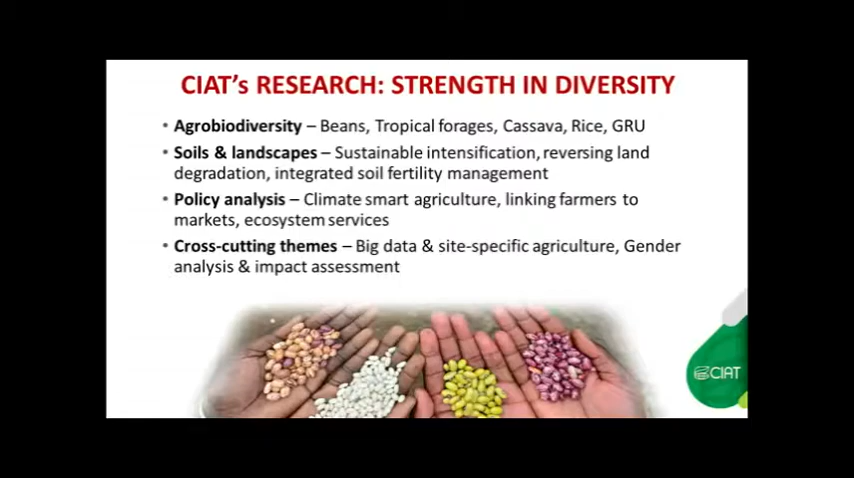 CIAT's RESEARCH: STRENGTH IN DIVERSITY
• Agrobiodiversity – Beans, Tropical forages, Cassava, Rice, GRU
• Soils & landscapes – Sustainable intensification, reversing land
degradation, integrated soil fertility management
• Policy analysis – Climate smart agriculture, linking farmers to
markets, ecosystem services
• Cross-cutting themes – Big data & site-specific agriculture, Gender
analysis & impact assessment
CIAT